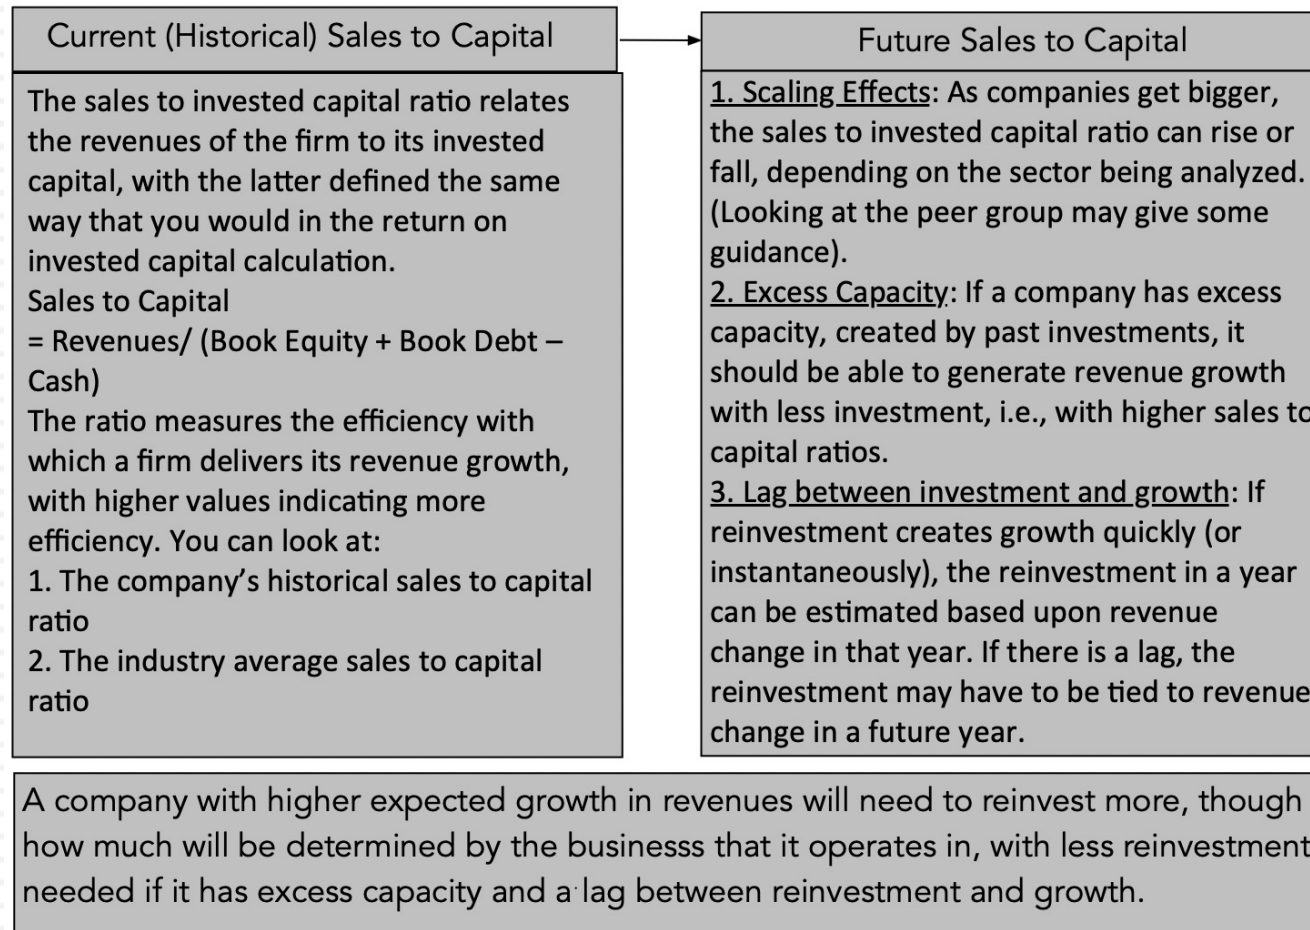 Current (Historical) Sales to Capital
The sales to invested capital ratio relates
the revenues of the firm to its invested
capital, with the latter defined the same
way that you would in the return on
invested capital calculation.
Sales to Capital
= Revenues/ (Book Equity + Book Debt –
Cash)
The ratio measures the efficiency with
which a firm delivers its revenue growth,
with higher values indicating more
efficiency. You can look at:
1. The company's historical sales to capital
ratio
2. The industry average sales to capital
ratio
Future Sales to Capital
1. Scaling Effects: As companies get bigger,
the sales to invested capital ratio can rise or
fall, depending on the sector being analyzed.
(Looking at the peer group may give some
guidance).
2. Excess Capacity: If a company has excess
capacity, created by past investments, it
should be able to generate revenue growth
with less investment, i.e., with higher sales to
capital ratios.
3. Lag between investment and growth: If
reinvestment creates growth quickly (or
instantaneously), the reinvestment in a year
can be estimated based upon revenue
change in that year. If there is a lag, the
reinvestment may have to be tied to revenue
change in a future year.
A company with higher expected growth in revenues will need to reinvest more, though
how much will be determined by the businesss that it operates in, with less reinvestment
needed if it has excess capacity and a lag between reinvestment and growth.